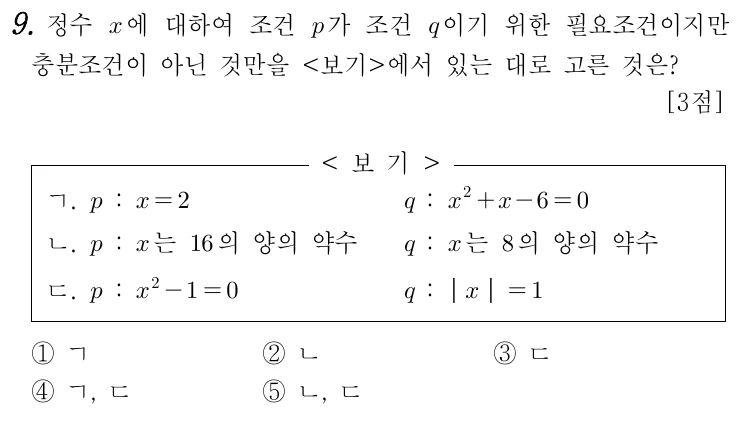 9. 정수 x에 대하여 조건 p가 조건 q이기 위한 필요조건이지만
충분조건이 아닌 것만을 <보기>에서 있는 대로 고른 것은?
[3점]
< 보 기 >
ㄱ. p : x=2 q : x²+x-6=0
ㄴ. p : x는 16의 양의 약수 q : x는 8의 양의 약수
ㄷ. p : x²-1=0 q : |x| =1
① ㄱ ② ㄴ ③ ㄷ
④ ㄱ, ㄷ ⑤ ㄴ, ㄷ